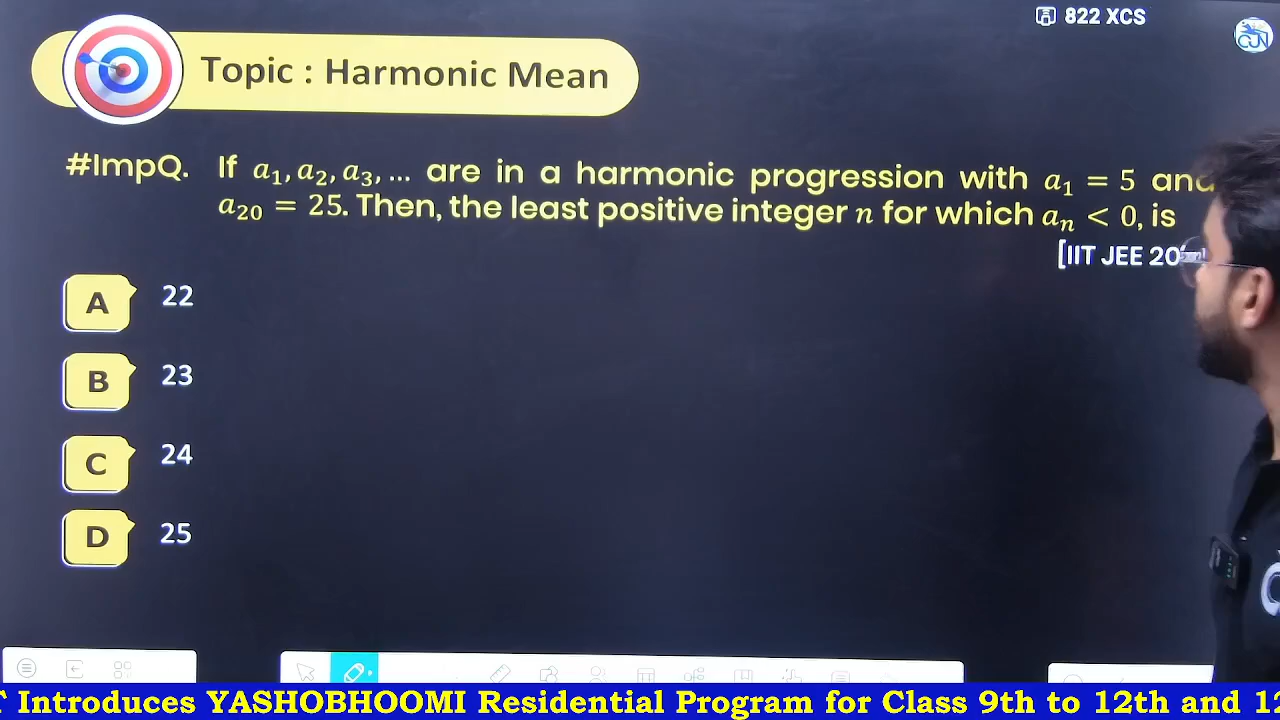 822 XCS
Topic : Harmonic Mean
#ImpQ. If a₁, a₂, a₃, ... are in a harmonic progression with a₁ = 5 and
a₂₀ = 25. Then, the least positive integer n for which aₙ < 0, is
[IIT JEE
A 22
B 23
C 24
D 25
Introduces YASHOBHOOMI Residential Program for Class 9th to 12th and